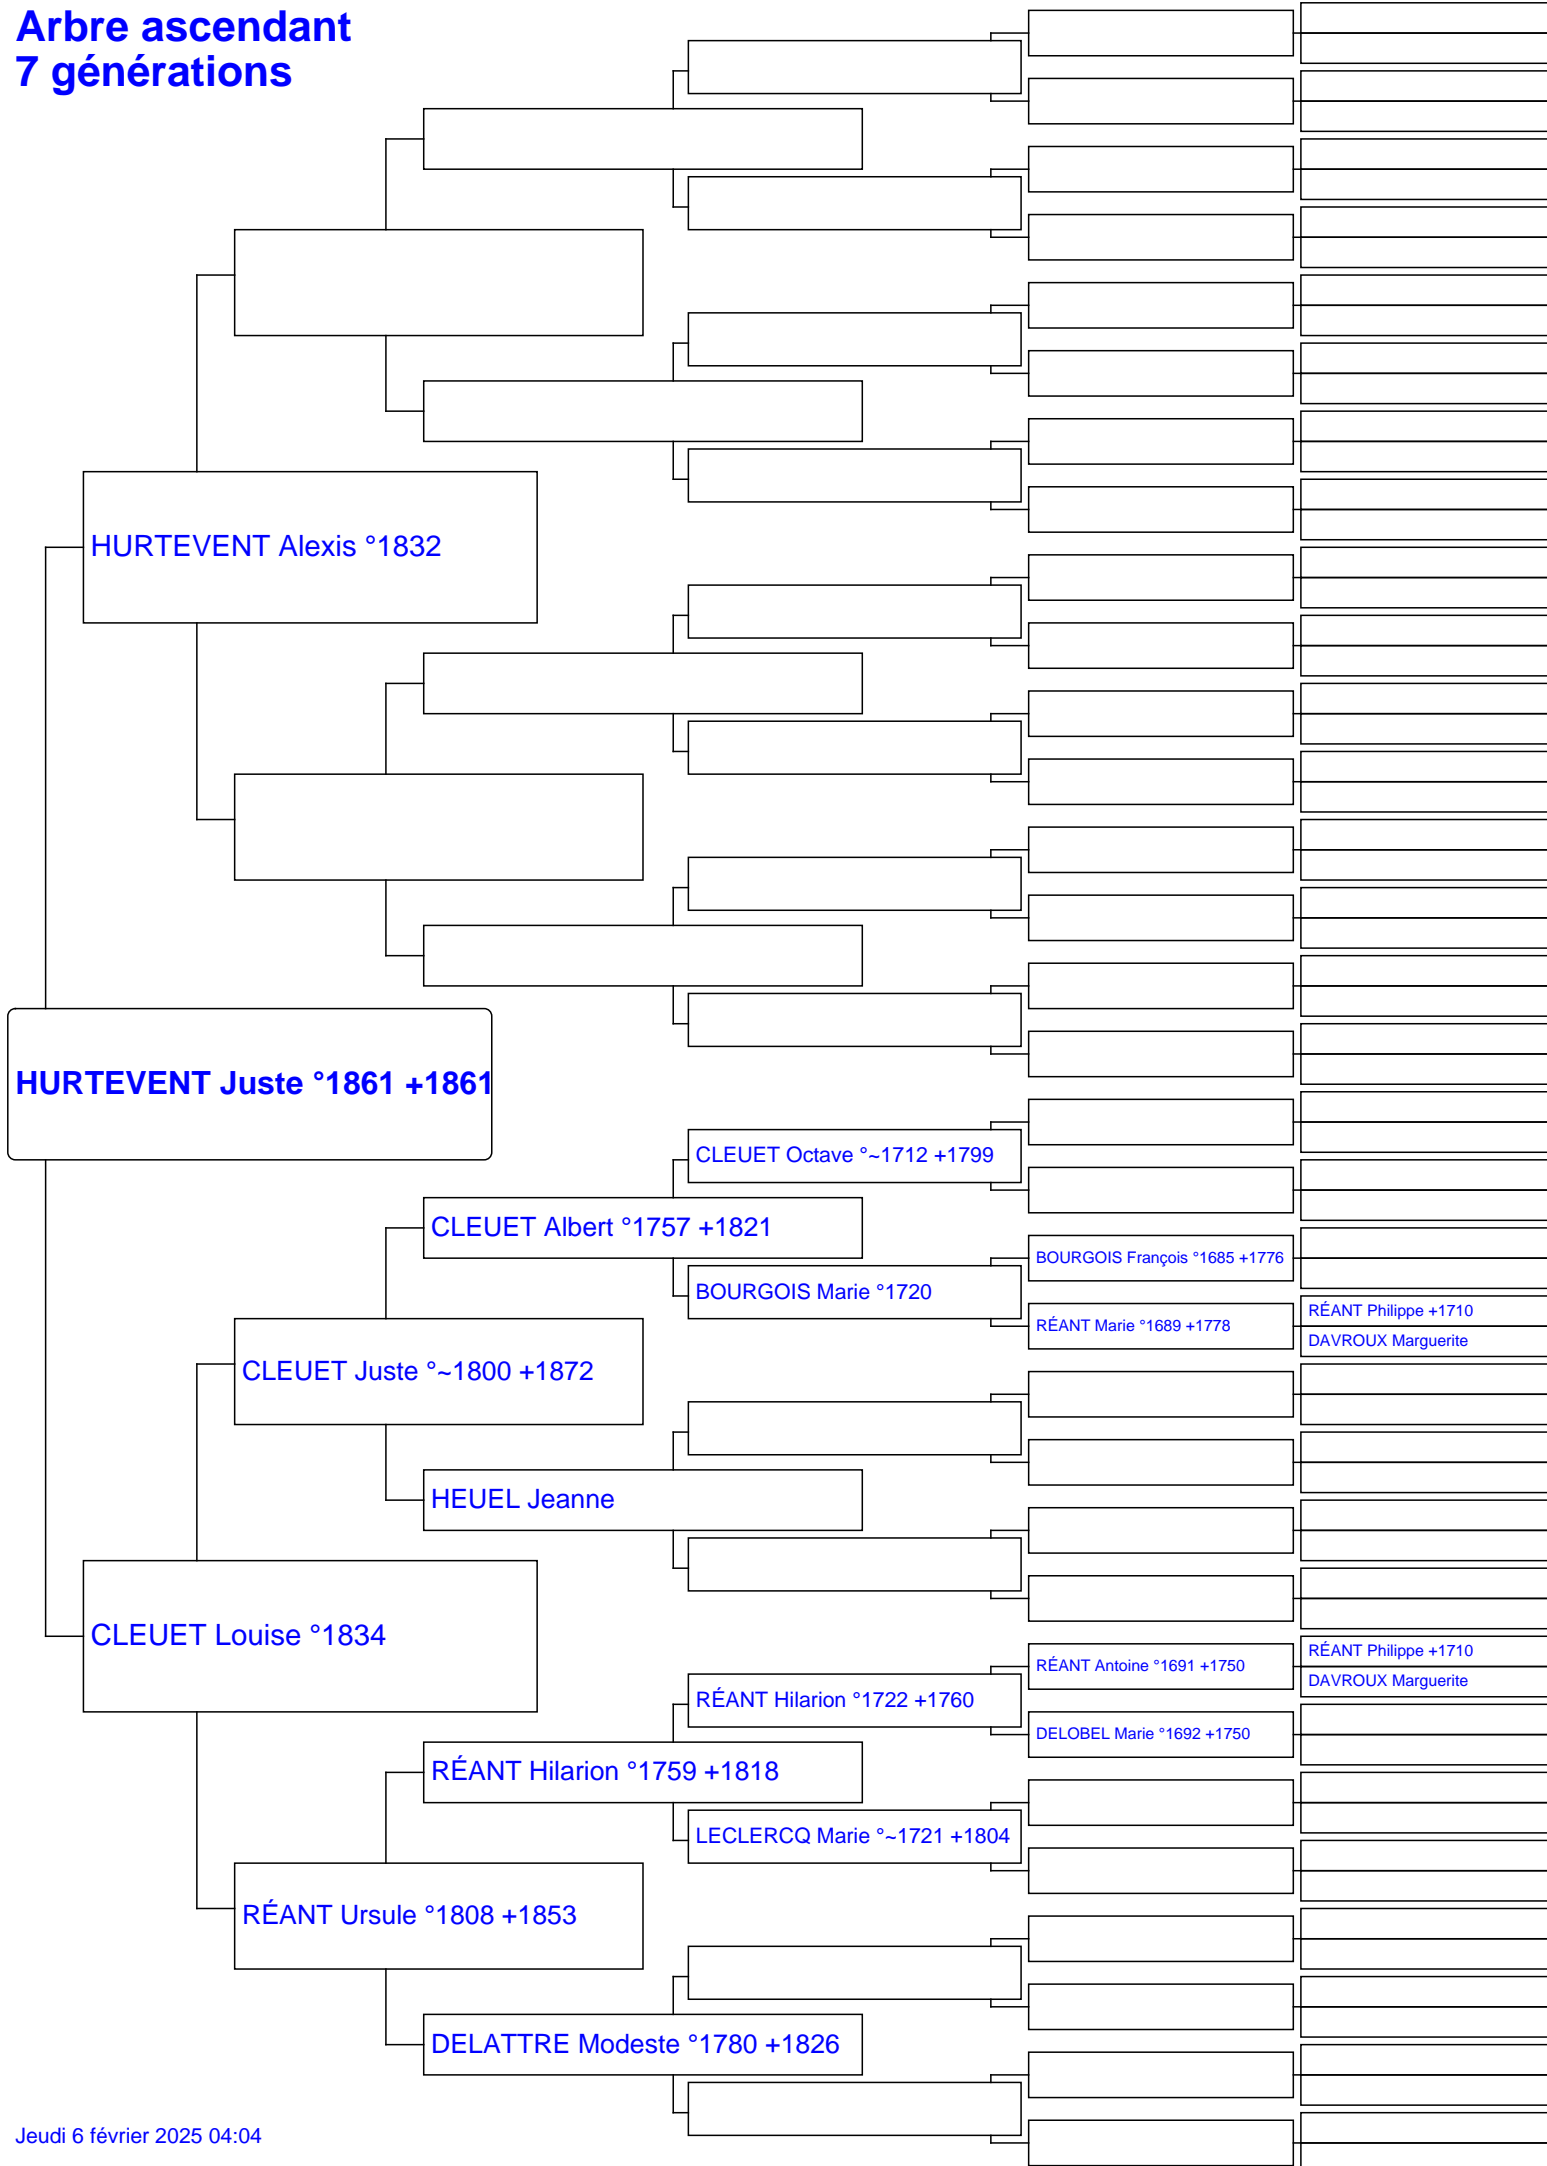 Arbre ascendant
7 générations
HURTEVENT Alexis °1832
HURTEVENT Juste °1861 +1861
CLEUET Octave °~1712 +1799
CLEUET Albert °1757 +1821
BOURGOIS François °1685 +1776
BOURGOIS Marie °1720
RÉANT Philippe +1710
RÉANT Marie °1689 +1778
DAVROUX Marguerite
CLEUET Juste °~1800 +1872
HEUEL Jeanne
CLEUET Louise °1834
RÉANT Philippe +1710
RÉANT Antoine °1691 +1750
DAVROUX Marguerite
RÉANT Hilarion °1722 +1760
DELOBEL Marie °1692 +1750
RÉANT Hilarion °1759 +1818
LECLERCQ Marie °~1721 +1804
RÉANT Ursule °1808 +1853
DELATTRE Modeste °1780 +1826
Jeudi 6 février 2025 04:04